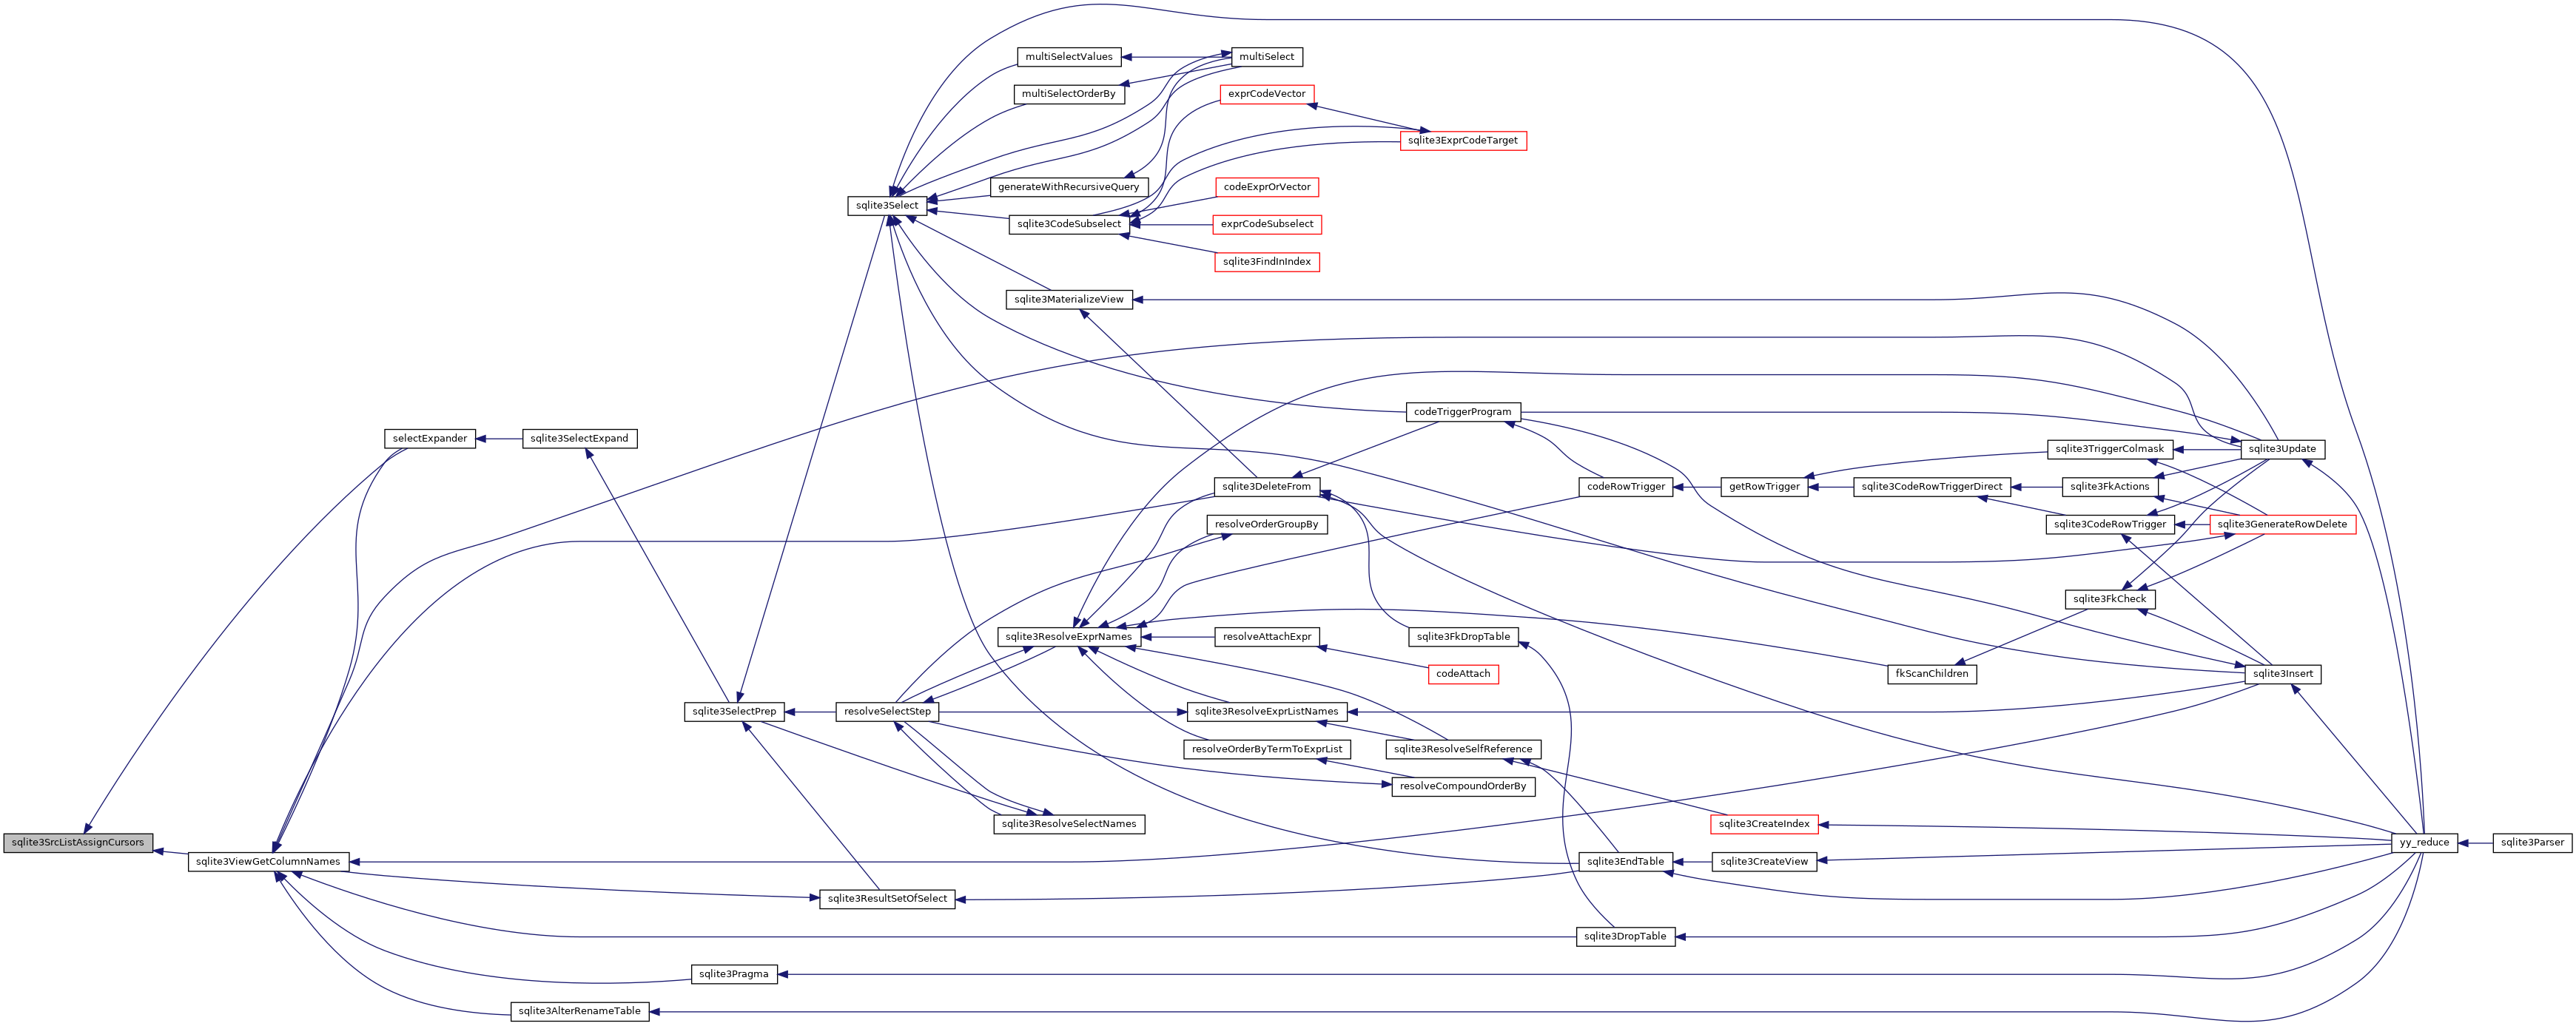 multiSelectValues
multiSelect
multiSelectOrderBy
exprCodeVector
sqlite3ExprCodeTarget
generateWithRecursiveQuery
codeExprOrVector
sqlite3Select
sqlite3CodeSubselect
exprCodeSubselect
sqlite3FindInIndex
sqlite3MaterializeView
codeTriggerProgram
selectExpander
sqlite3SelectExpand
sqlite3TriggerColmask
sqlite3Update
sqlite3DeleteFrom
codeRowTrigger
getRowTrigger
sqlite3CodeRowTriggerDirect
sqlite3FkActions
resolveOrderGroupBy
sqlite3CodeRowTrigger
sqlite3GenerateRowDelete
sqlite3FkCheck
sqlite3ResolveExprNames
resolveAttachExpr
sqlite3FkDropTable
codeAttach
fkScanChildren
sqlite3Insert
sqlite3SelectPrep
resolveSelectStep
sqlite3ResolveExprListNames
resolveOrderByTermToExprList
sqlite3ResolveSelfReference
resolveCompoundOrderBy
sqlite3ResolveSelectNames
sqlite3CreateIndex
sqlite3SrcListAssignCursors
yy_reduce
sqlite3Parser
sqlite3ViewGetColumnNames
sqlite3EndTable
sqlite3CreateView
sqlite3ResultSetOfSelect
sqlite3DropTable
sqlite3Pragma
sqlite3AlterRenameTable